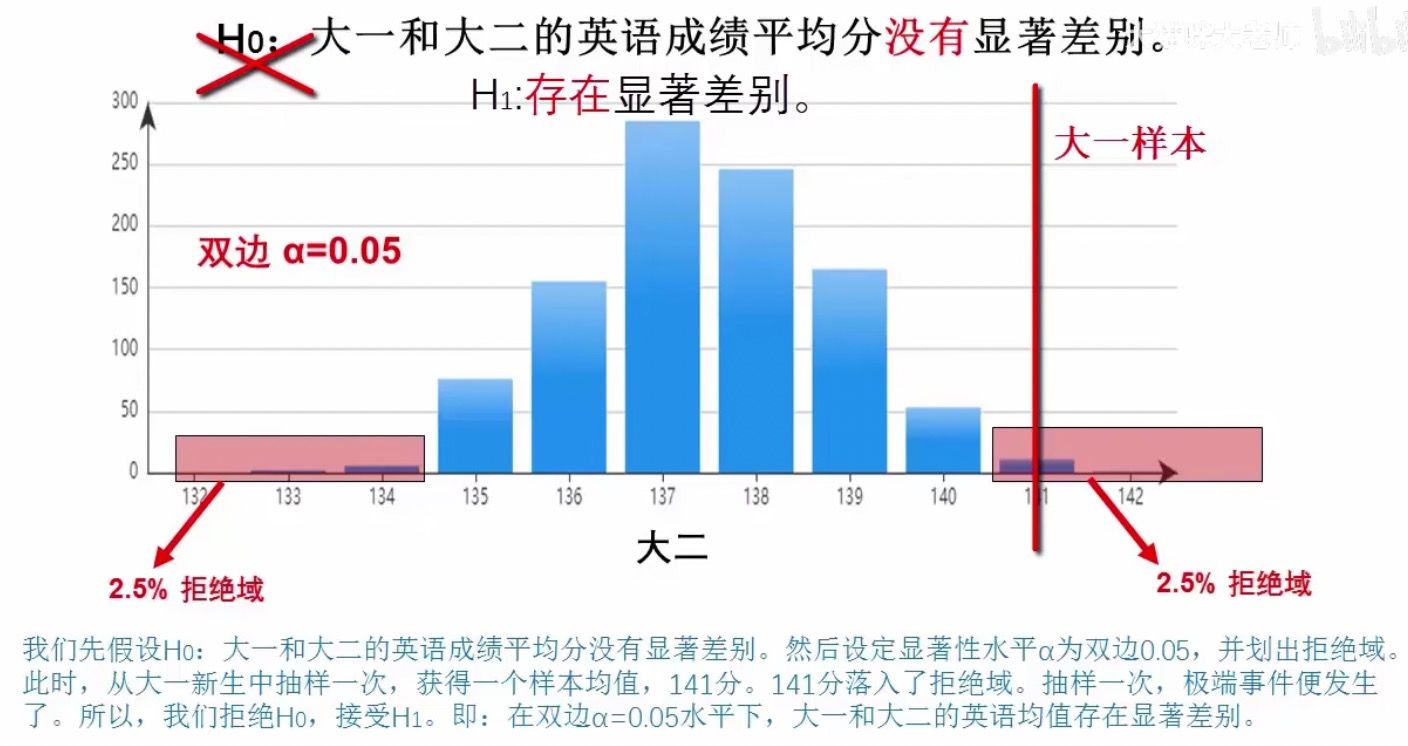 H0：大一和大二的英语成绩平均分没有显著差别。
H1:存在显著差别。
300
250
200
150
100
50
0
双边 α=0.05
大一样本
132 133 134 135 136 137 138 139 140 141 142
大二
2.5% 拒绝域
2.5% 拒绝域
我们先假设H0：大一和大二的英语成绩平均分没有显著差别。然后设定显著性水平α为双边0.05，并划出拒绝域。
此时，从大一新生中抽样一次，获得一个样本均值，141分。141分落入了拒绝域。抽样一次，极端事件便发生
了。所以，我们拒绝H0，接受H1。即：在双边α=0.05水平下，大一和大二的英语均值存在显著差别。